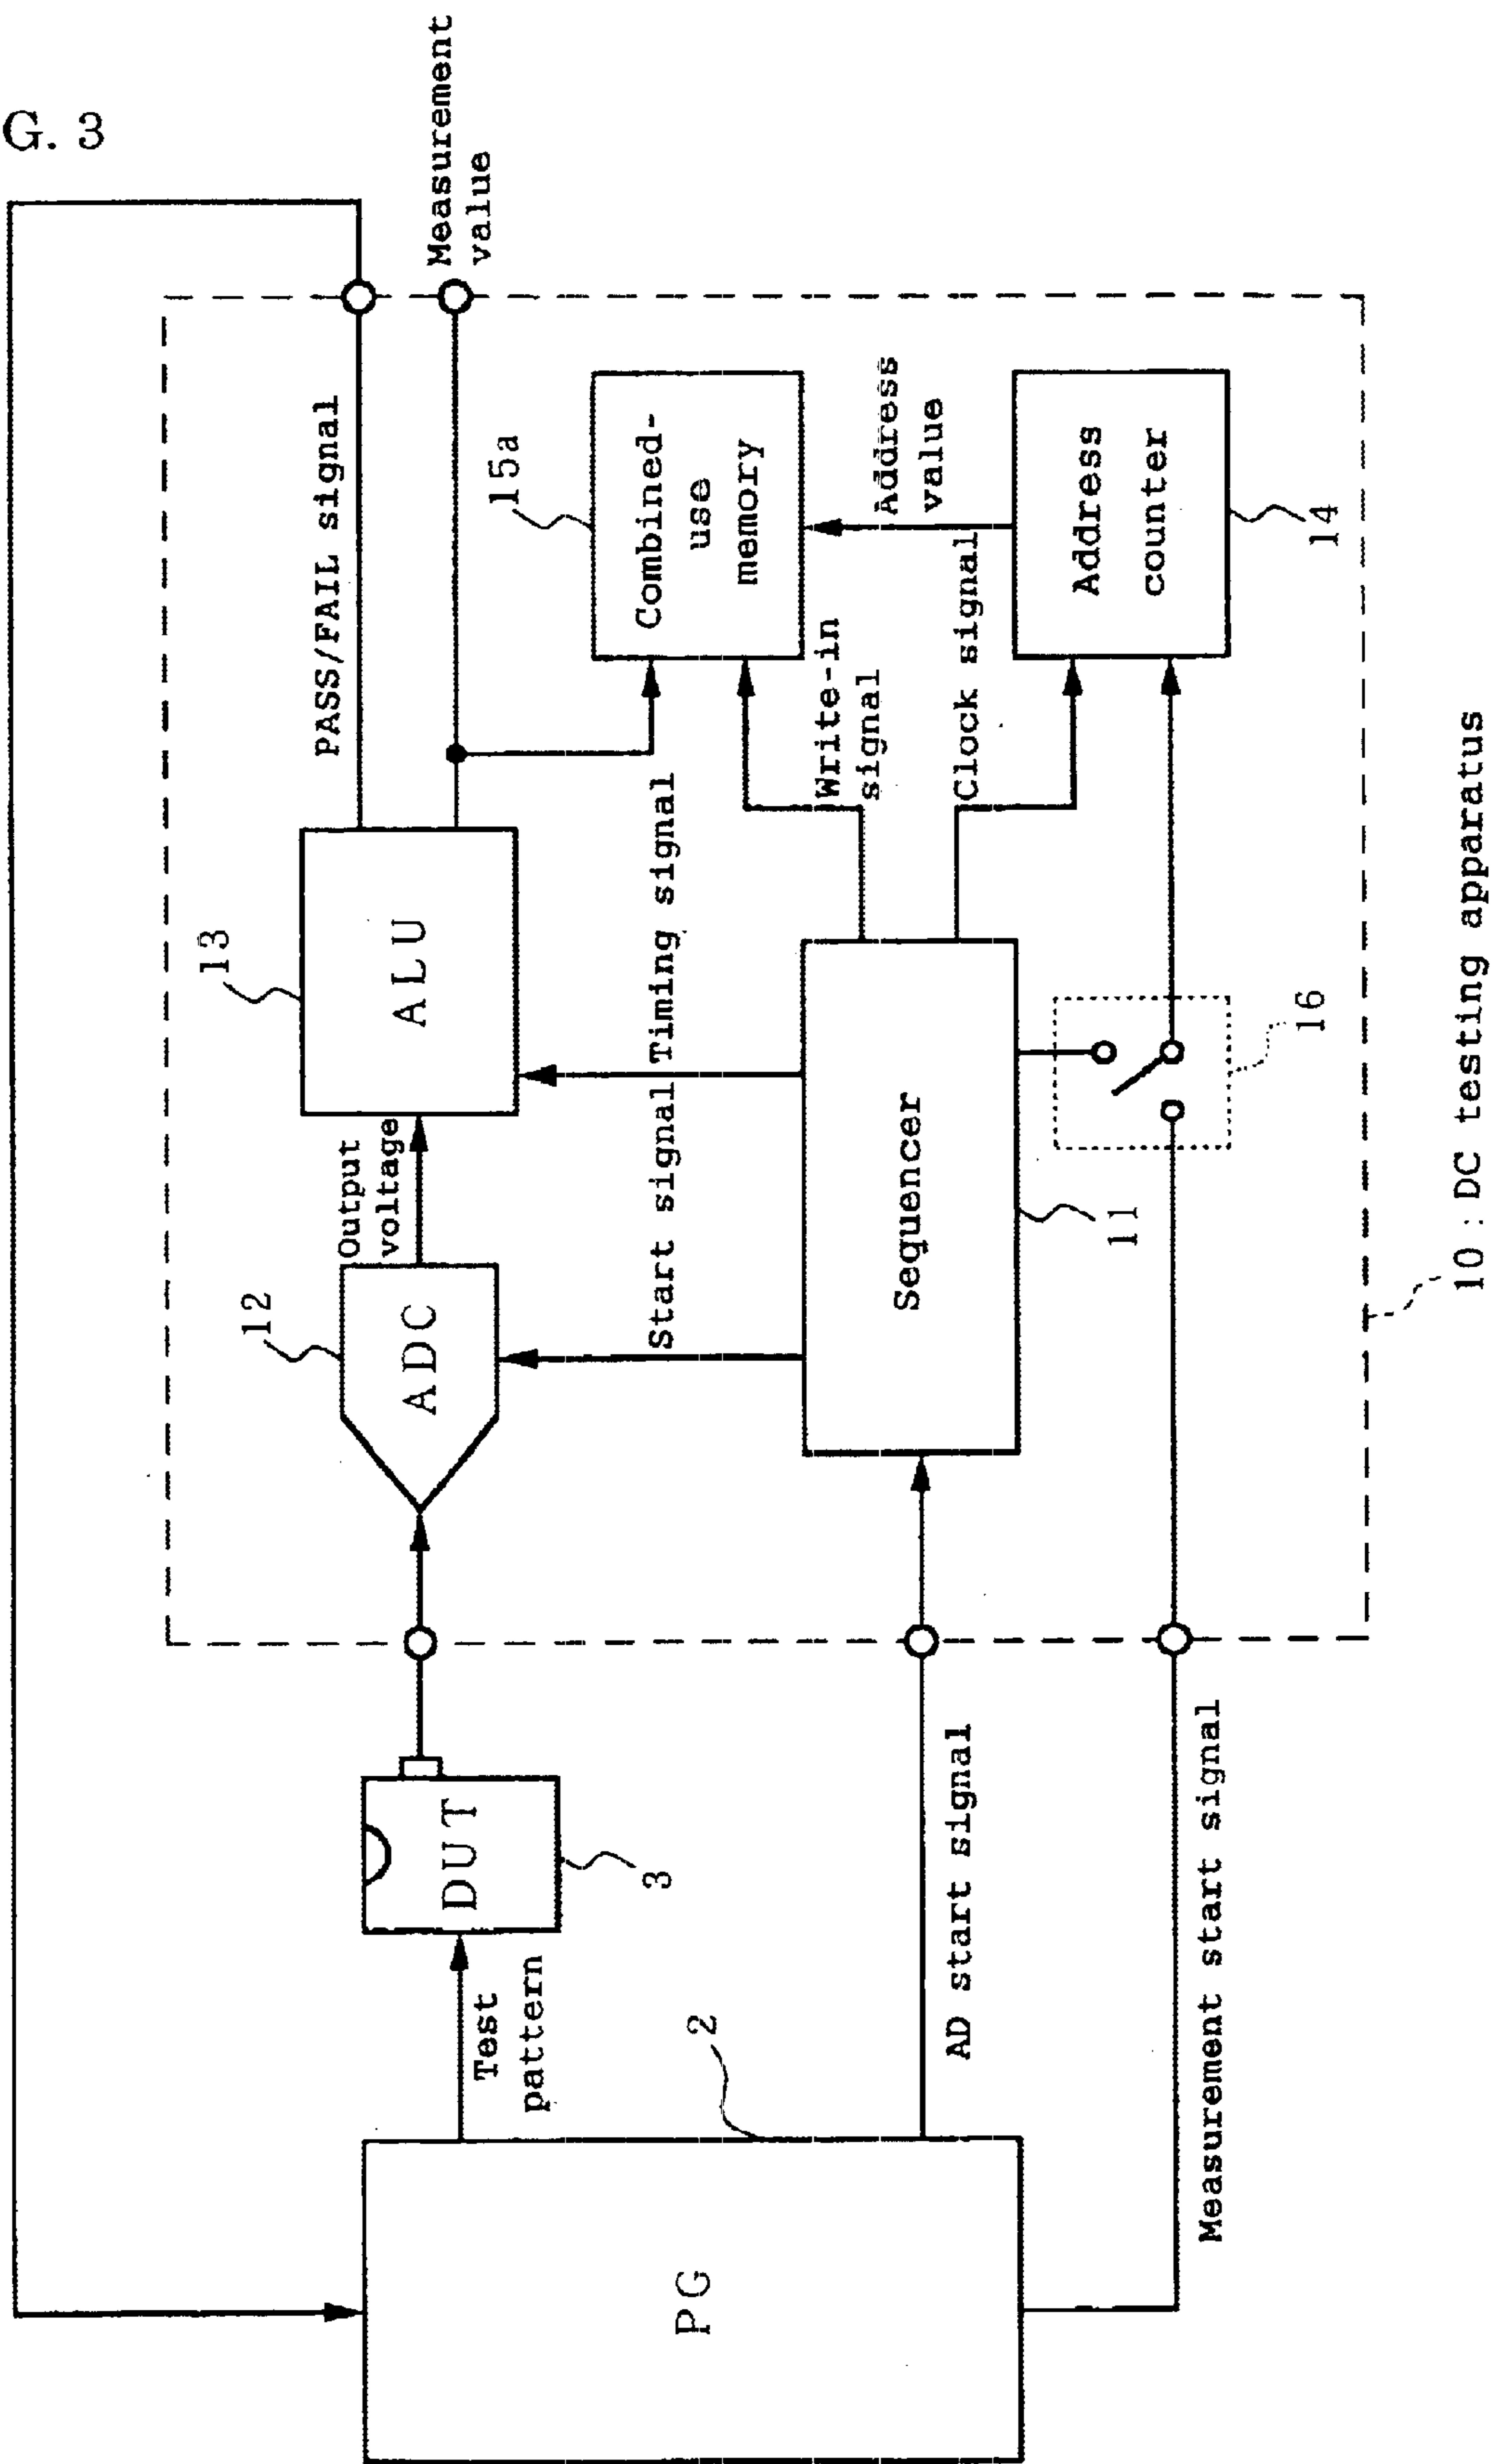 G. 3
PG
2
Test
pattern
DUT
3
AD start signal
Measurement start signal
12
ADC
Output
voltage
13
ALU
PASS/FAIL signal
Measurement
value
Start signal
Timing signal
Sequencer
11
16
Write-in
signal
Clock signal
15a
Combined-
use
memory
Address
value
Address
counter
14
10 : DC testing apparatus